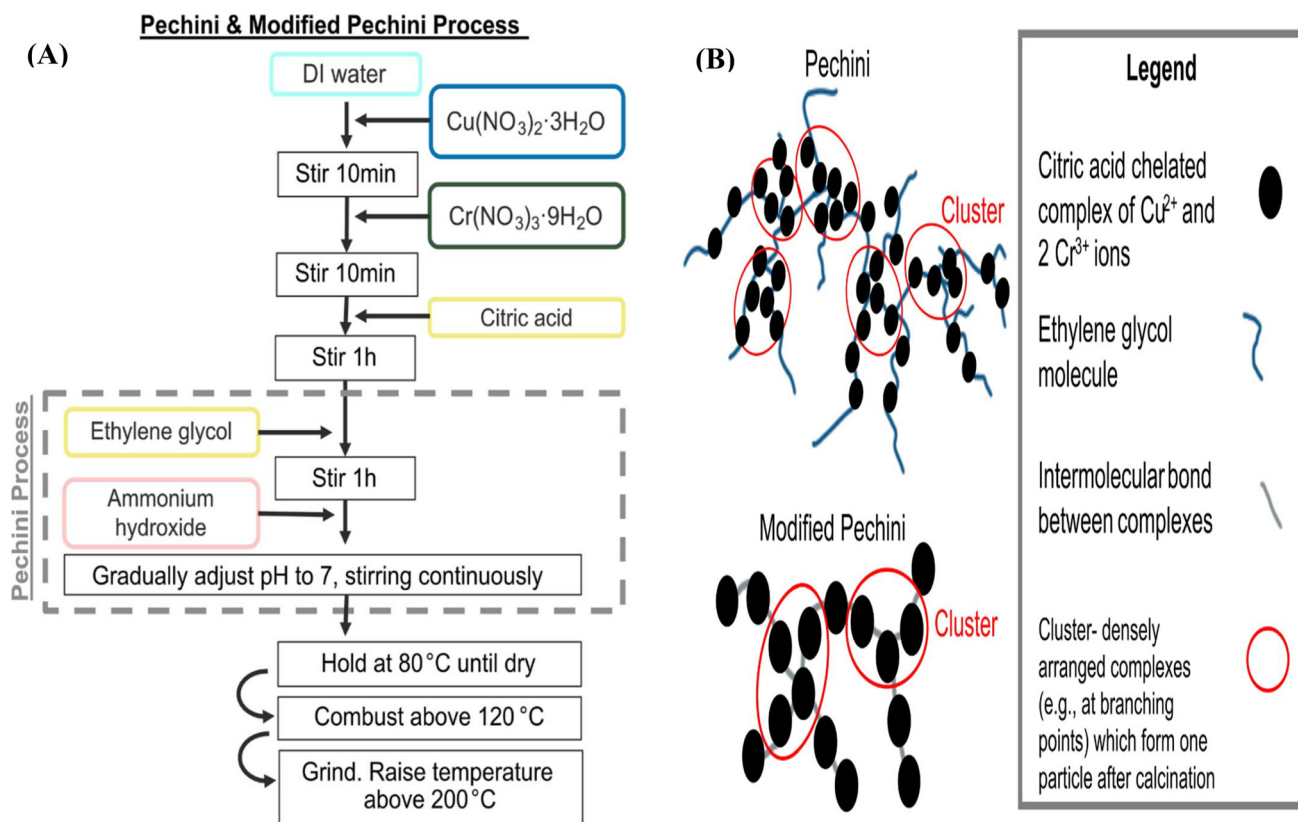 Pechini & Modified Pechini Process
(A)
DI water
Cu(NO₃)₂·3H₂O
Stir 10min
Cr(NO₃)₃·9H₂O
Stir 10min
Citric acid
Stir 1h
Pechini Process
Ethylene glycol
Stir 1h
Ammonium
hydroxide
Gradually adjust pH to 7, stirring continuously
Hold at 80 °C until dry
Combust above 120 °C
Grind. Raise temperature
above 200 °C
(B)
Pechini
Cluster
Modified Pechini
Cluster
Legend
Citric acid chelated
complex of Cu²⁺ and
2 Cr³⁺ ions
Ethylene glycol
molecule
Intermolecular bond
between complexes
Cluster- densely
arranged complexes
(e.g., at branching
points) which form one
particle after calcination